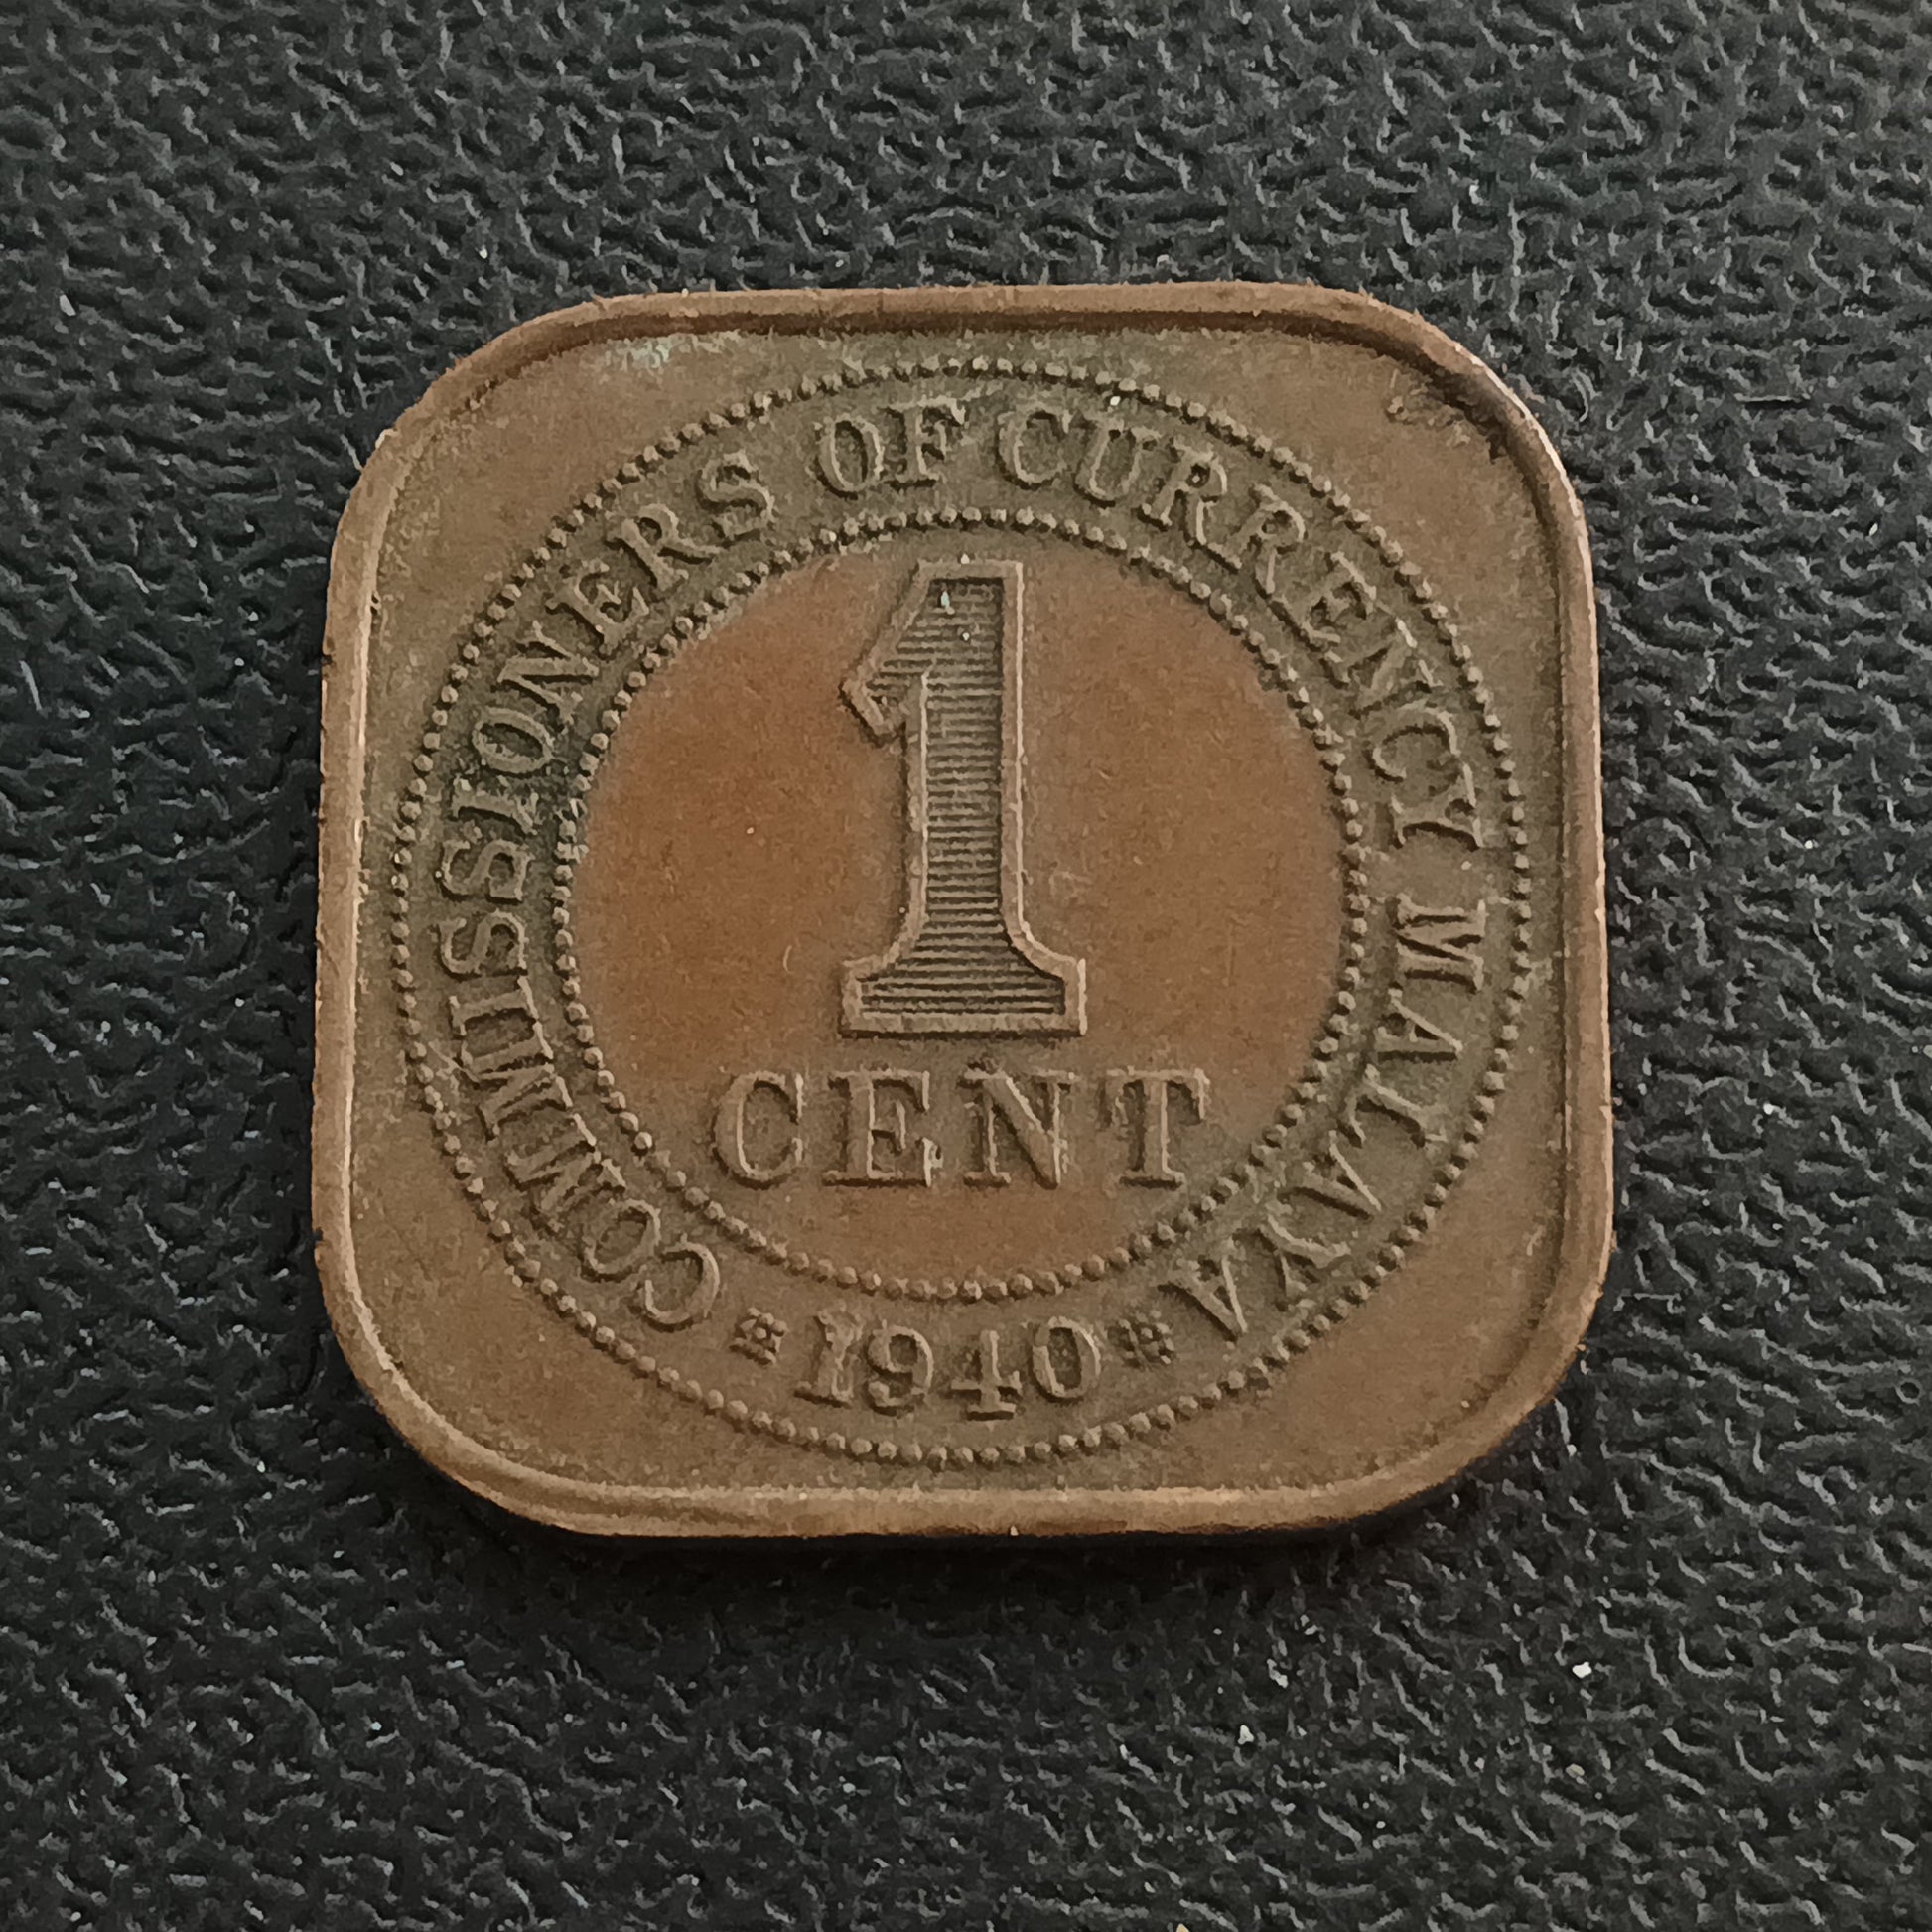 COMMISSIONERS OF CURRENCY MALAYA
1
CENT
1940